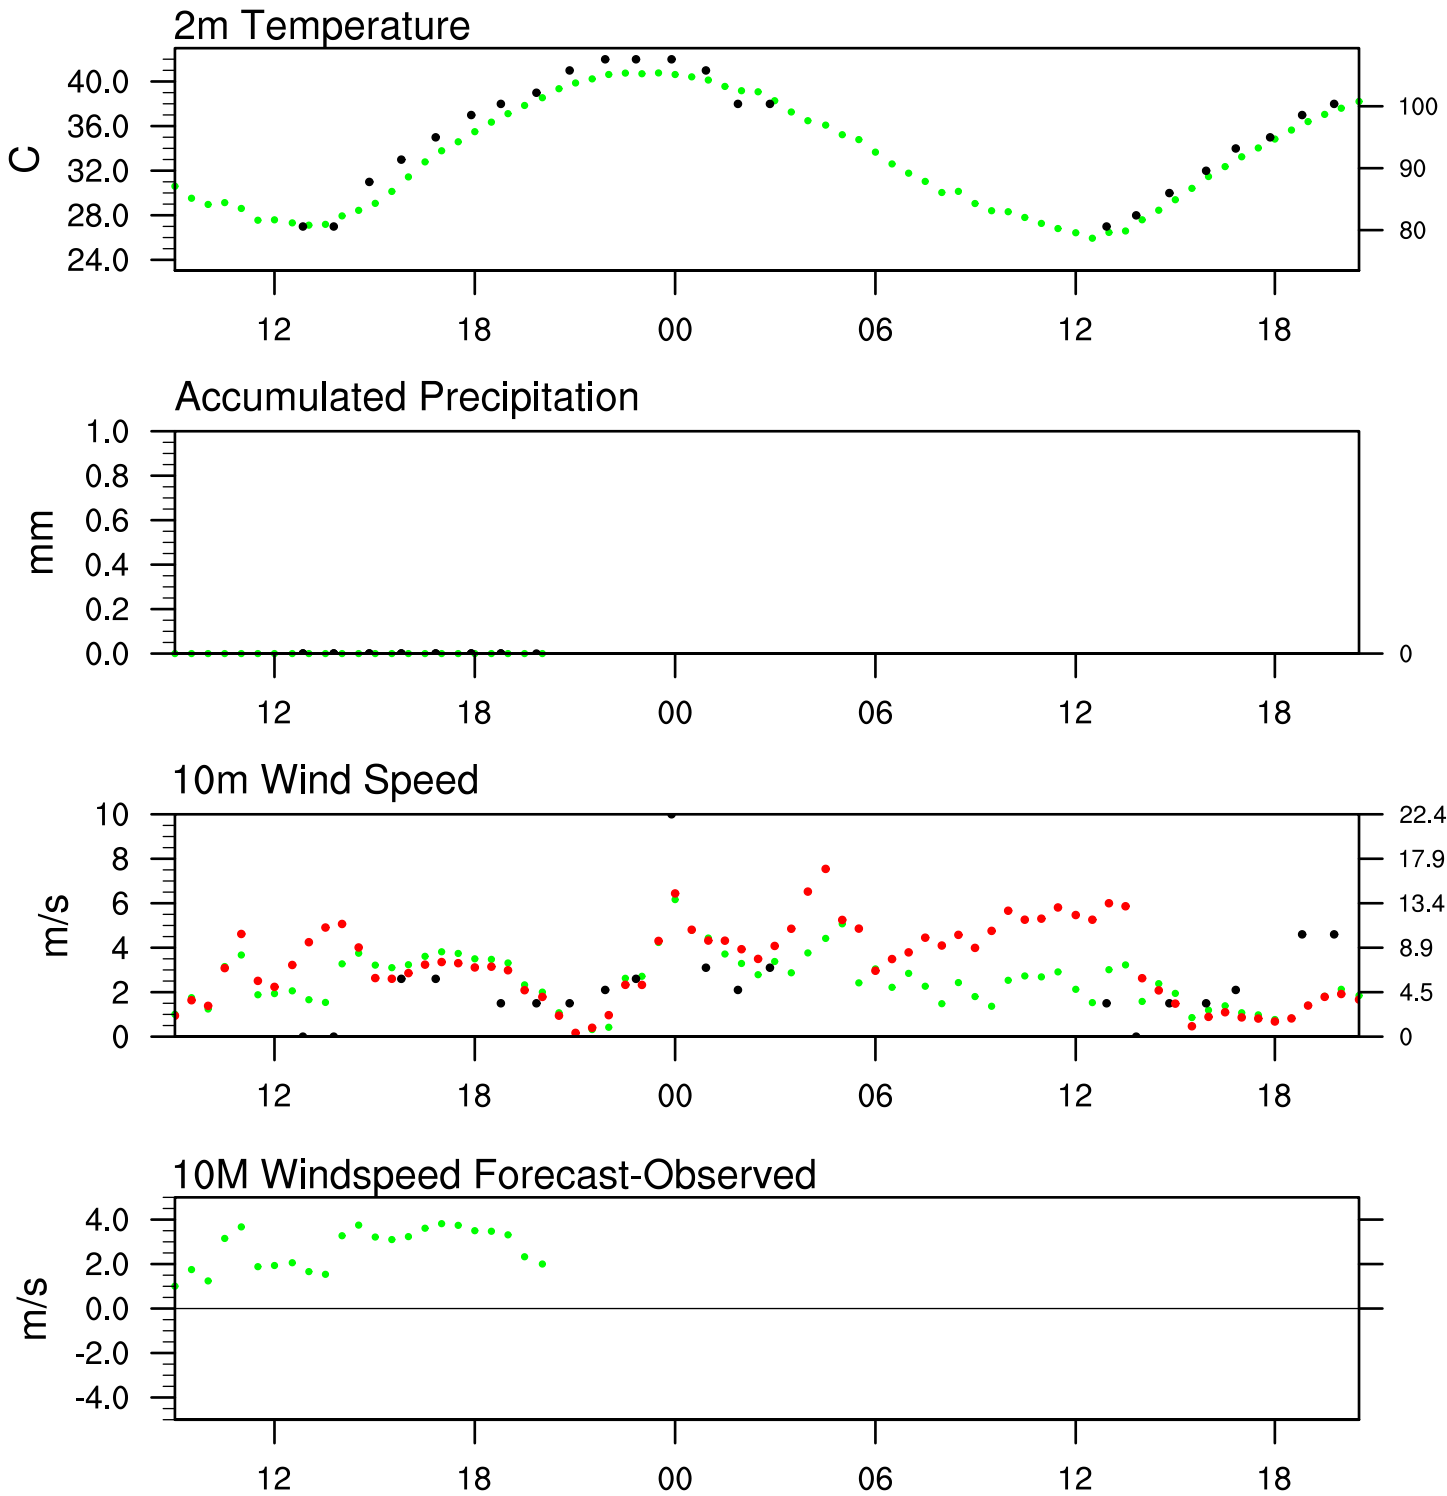 2m Temperature
40.0
36.0
32.0
28.0
24.0
C
100
90
80
12 18 00 06 12 18
Accumulated Precipitation
1.0
0.8
0.6
0.4
0.2
0.0
mm
0
12 18 00 06 12 18
10m Wind Speed
10
8
6
4
2
0
m/s
22.4
17.9
13.4
8.9
4.5
0
12 18 00 06 12 18
10M Windspeed Forecast-Observed
4.0
2.0
0.0
-2.0
-4.0
m/s
12 18 00 06 12 18